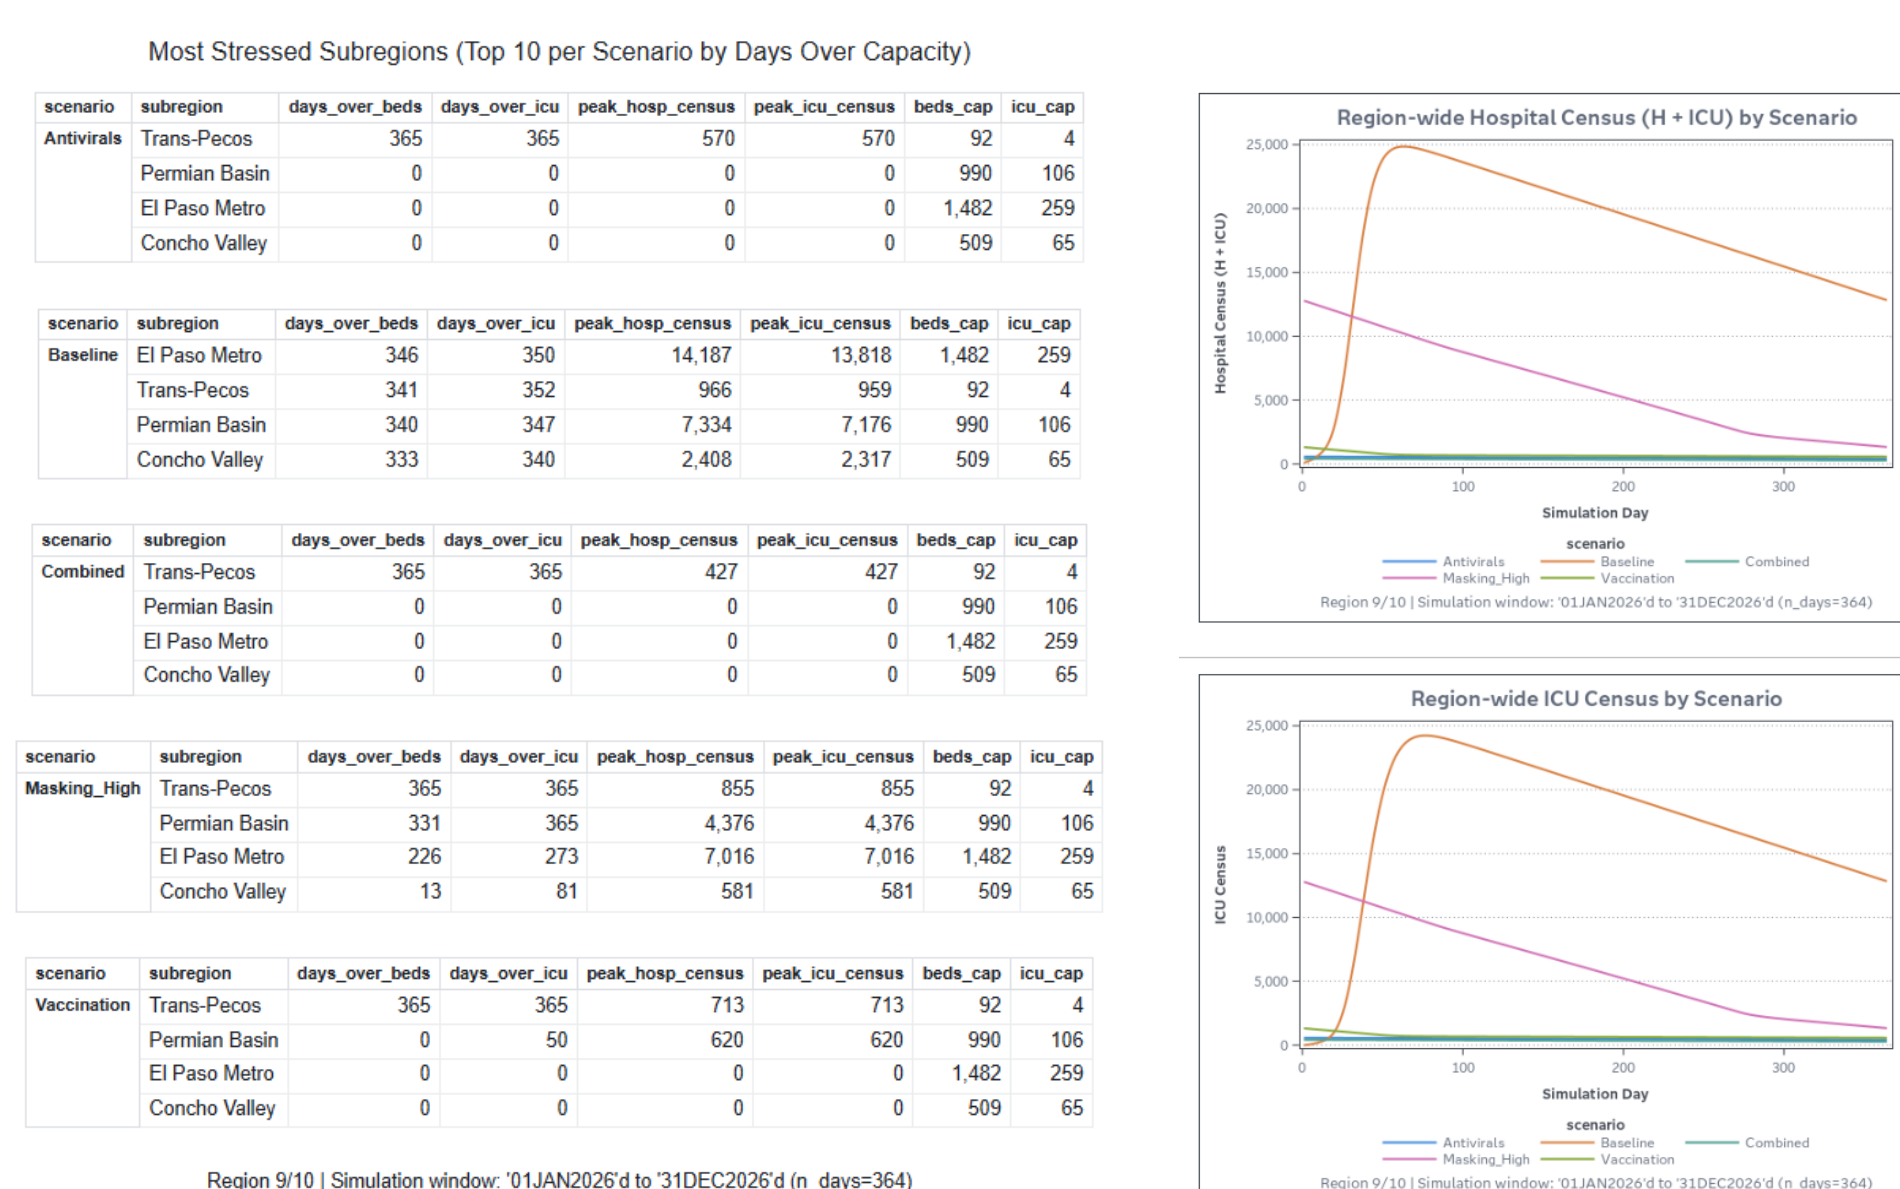 Most Stressed Subregions (Top 10 per Scenario by Days Over Capacity)
scenario subregion days_over_beds days_over_icu peak_hosp_census peak_icu_census beds_cap icu_cap
Antivirals Trans-Pecos 365 365 570 570 92 4
Permian Basin 0 0 0 0 990 106
El Paso Metro 0 0 0 0 1,482 259
Concho Valley 0 0 0 0 509 65
scenario subregion days_over_beds days_over_icu peak_hosp_census peak_icu_census beds_cap icu_cap
Baseline El Paso Metro 346 350 14,187 13,818 1,482 259
Trans-Pecos 341 352 966 959 92 4
Permian Basin 340 347 7,334 7,176 990 106
Concho Valley 333 340 2,408 2,317 509 65
scenario subregion days_over_beds days_over_icu peak_hosp_census peak_icu_census beds_cap icu_cap
Combined Trans-Pecos 365 365 427 427 92 4
Permian Basin 0 0 0 0 990 106
El Paso Metro 0 0 0 0 1,482 259
Concho Valley 0 0 0 0 509 65
scenario subregion days_over_beds days_over_icu peak_hosp_census peak_icu_census beds_cap icu_cap
Masking_High Trans-Pecos 365 365 855 855 92 4
Permian Basin 331 365 4,376 4,376 990 106
El Paso Metro 226 273 7,016 7,016 1,482 259
Concho Valley 13 81 581 581 509 65
scenario subregion days_over_beds days_over_icu peak_hosp_census peak_icu_census beds_cap icu_cap
Vaccination Trans-Pecos 365 365 713 713 92 4
Permian Basin 0 50 620 620 990 106
El Paso Metro 0 0 0 0 1,482 259
Concho Valley 0 0 0 0 509 65
Region 9/10 | Simulation window: '01JAN2026'd to '31DEC2026'd (n_days=364)
Region-wide Hospital Census (H + ICU) by Scenario
Hospital Census (H + ICU)
25,000
20,000
15,000
10,000
5,000
0
0 100 200 300
Simulation Day
scenario
Antivirals Baseline Combined
Masking_High Vaccination
Region 9/10 | Simulation window: '01JAN2026'd to '31DEC2026'd (n_days=364)
Region-wide ICU Census by Scenario
ICU Census
25,000
20,000
15,000
10,000
5,000
0
0 100 200 300
Simulation Day
scenario
Antivirals Baseline Combined
Masking_High Vaccination
Region 9/10 | Simulation window: '01JAN2026'd to '31DEC2026'd (n_days=364)